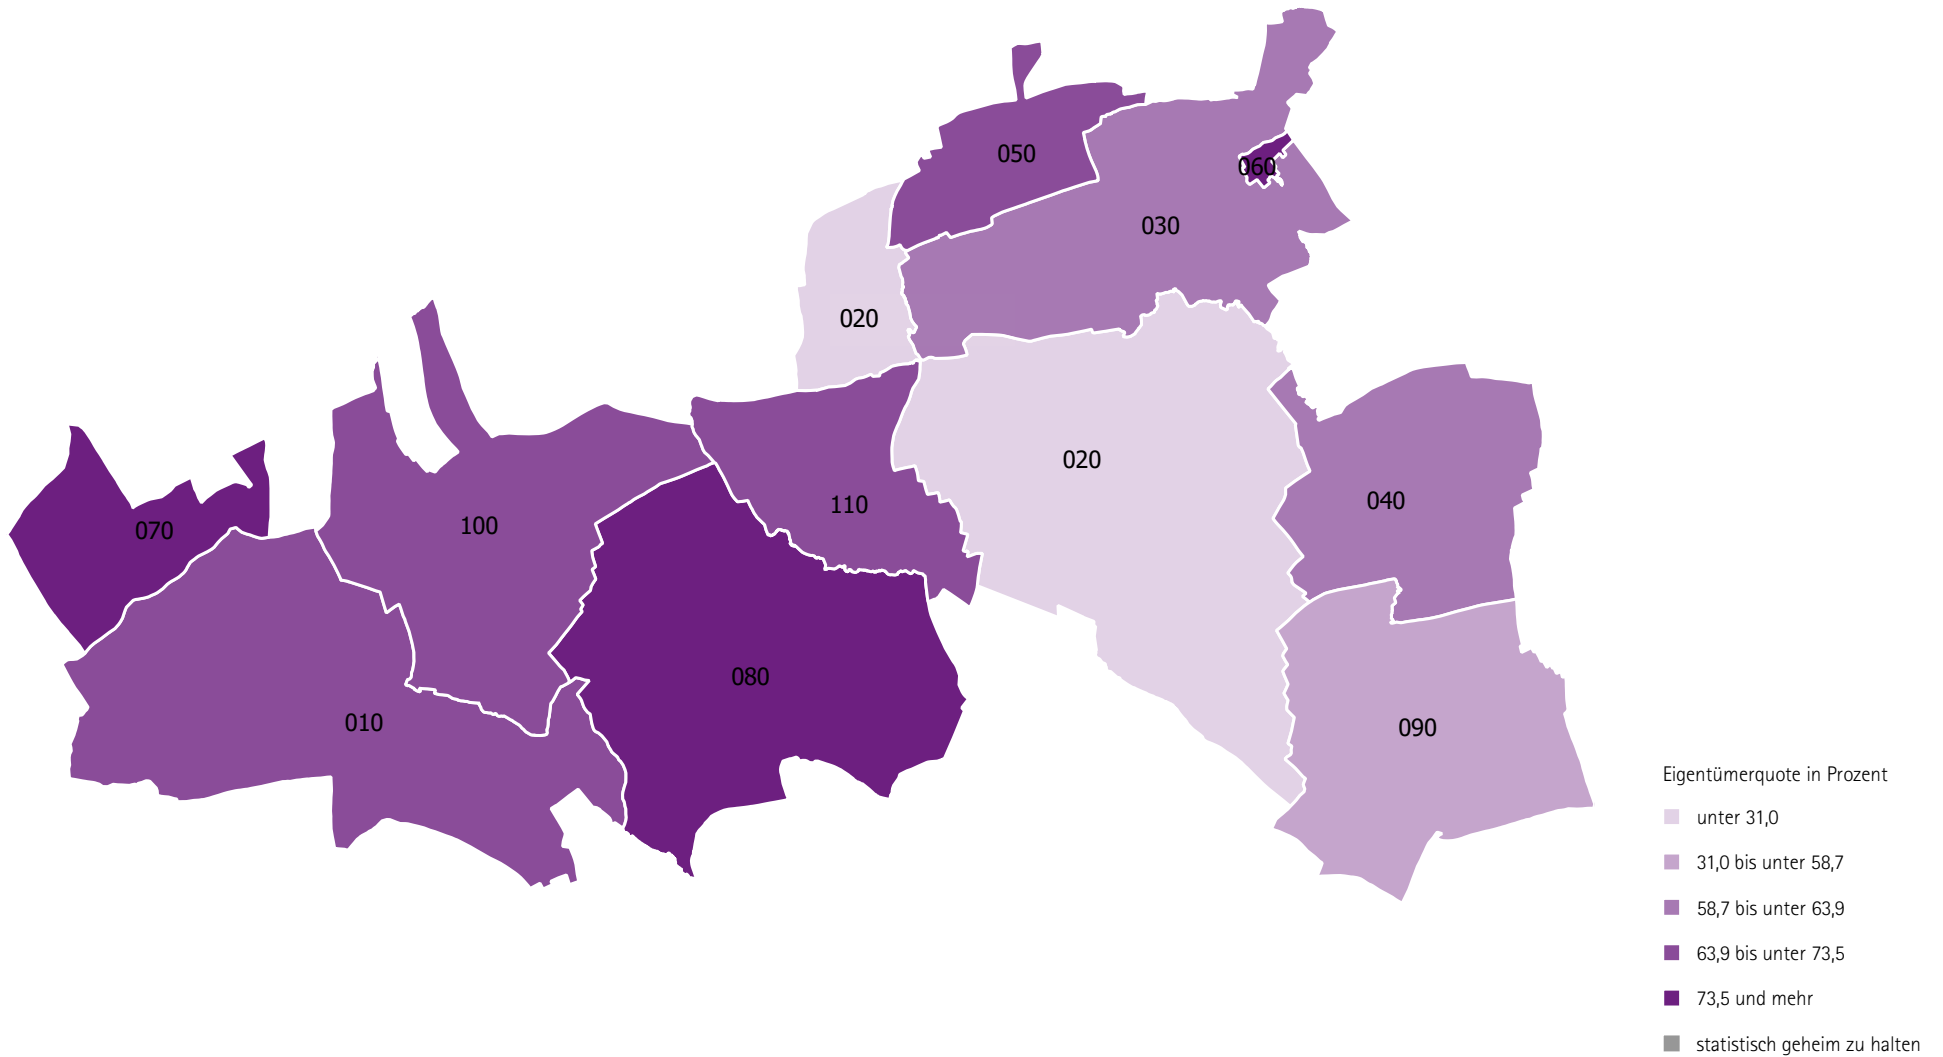 050
060
030
020
020
040
110
100
070
080
010
090
Eigentümerquote in Prozent
unter 31,0
31,0 bis unter 58,7
58,7 bis unter 63,9
63,9 bis unter 73,5
73,5 und mehr
statistisch geheim zu halten